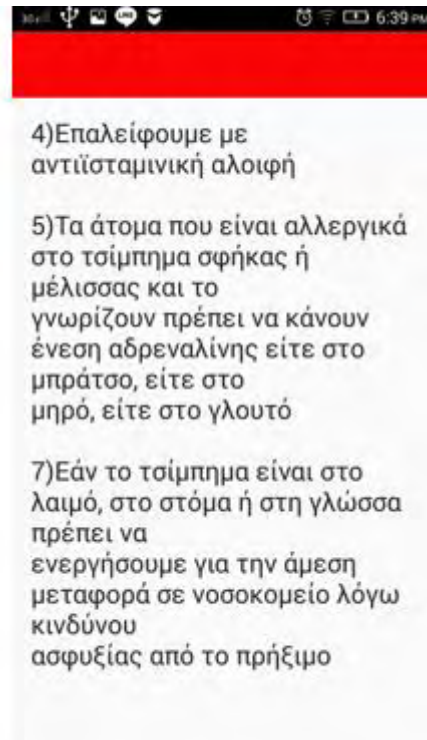 6:39 PM
4)Επαλείφουμε με
αντιϊσταμινική αλοιφή
5)Τα άτομα που είναι αλλεργικά
στο τσίμπημα σφήκας ή
μέλισσας και το
γνωρίζουν πρέπει να κάνουν
ένεση αδρεναλίνης είτε στο
μπράτσο, είτε στο
μηρό, είτε στο γλουτό
7)Εάν το τσίμπημα είναι στο
λαιμό, στο στόμα ή στη γλώσσα
πρέπει να
ενεργήσουμε για την άμεση
μεταφορά σε νοσοκομείο λόγω
κινδύνου
ασφυξίας από το πρήξιμο